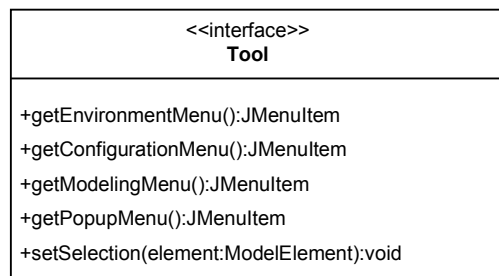 <<interface>>
Tool
+getEnvironmentMenu():JMenuItem
+getConfigurationMenu():JMenuItem
+getModelingMenu():JMenuItem
+getPopupMenu():JMenuItem
+setSelection(element:ModelElement):void